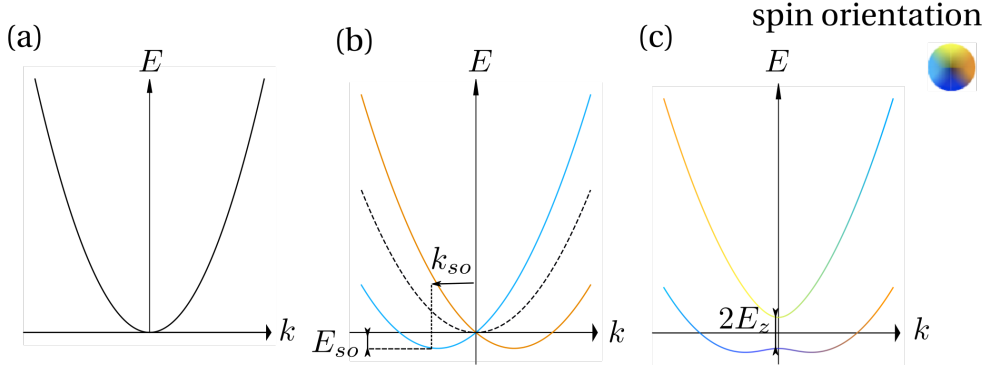 spin orientation
(a)
(b)
(c)
E
E
E
k_{so}
2E_z
E_{so}
k
k
k